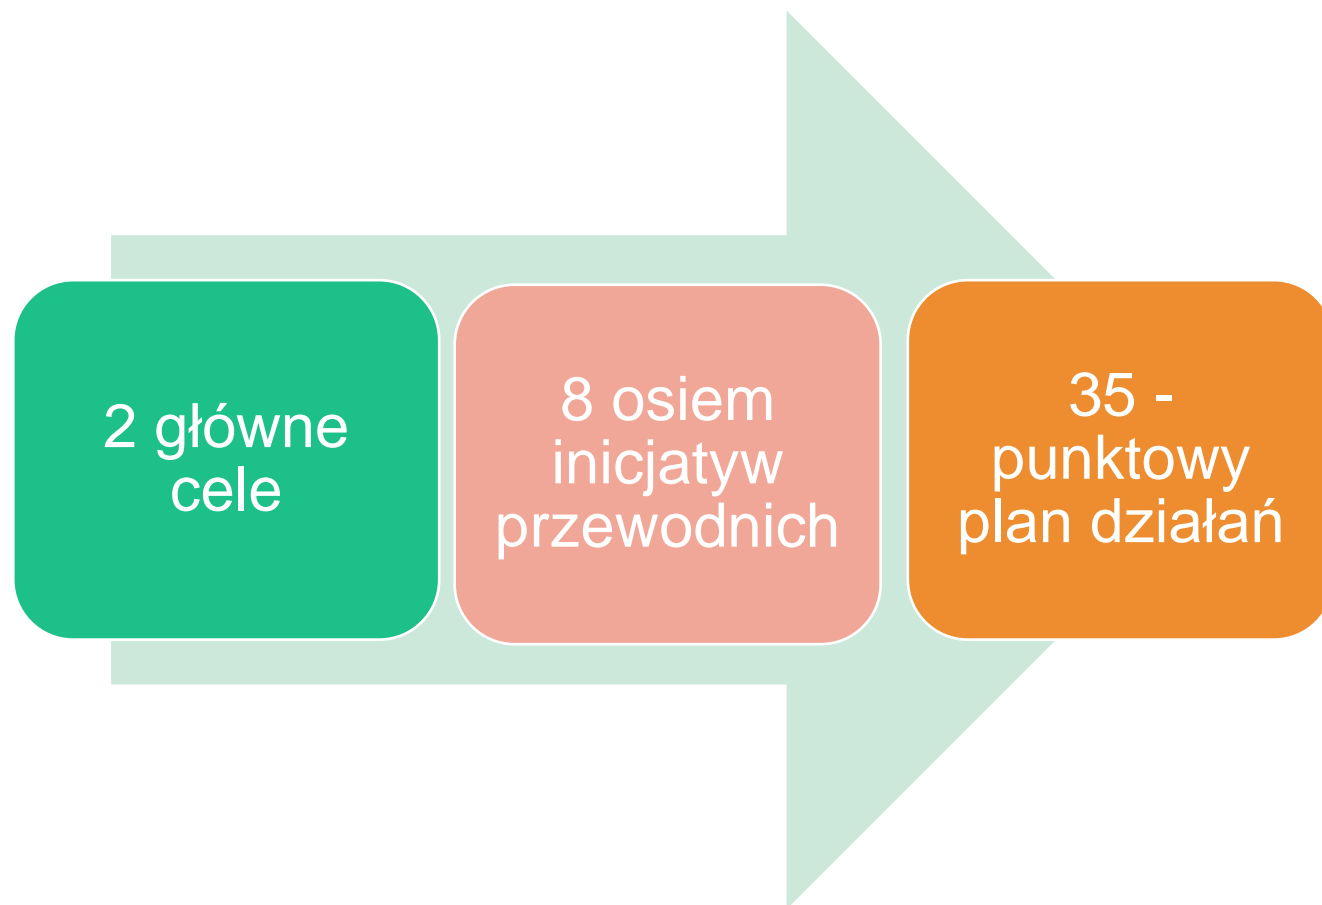 2 główne
cele
8 osiem
inicjatyw
przewodnich
35 -
punktowy
plan działań